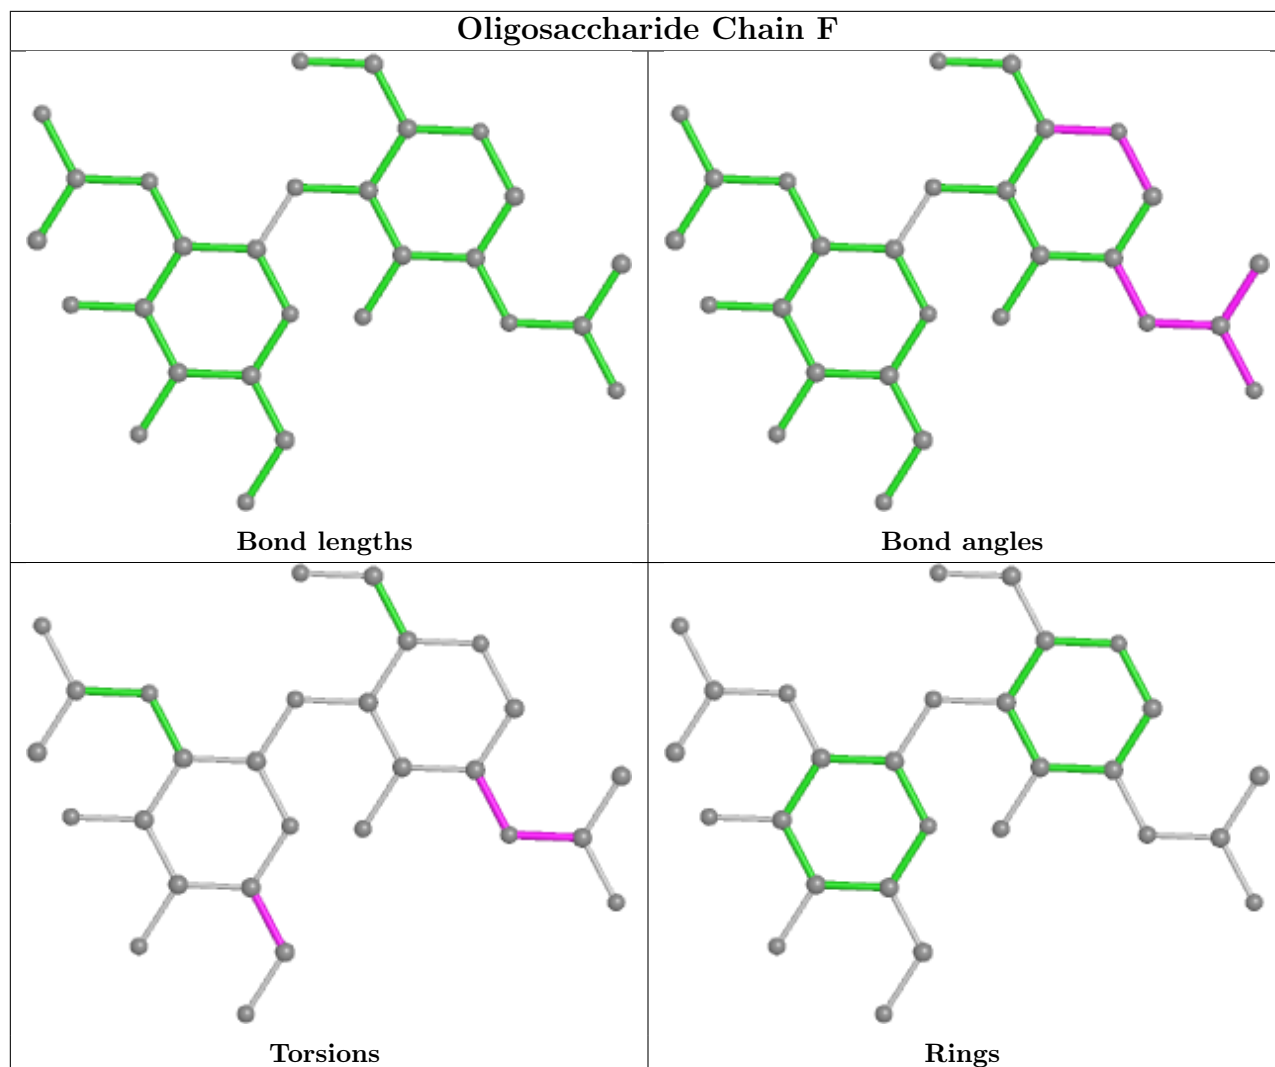 Oligosaccharide Chain F
Bond lengths
Bond angles
Torsions
Rings